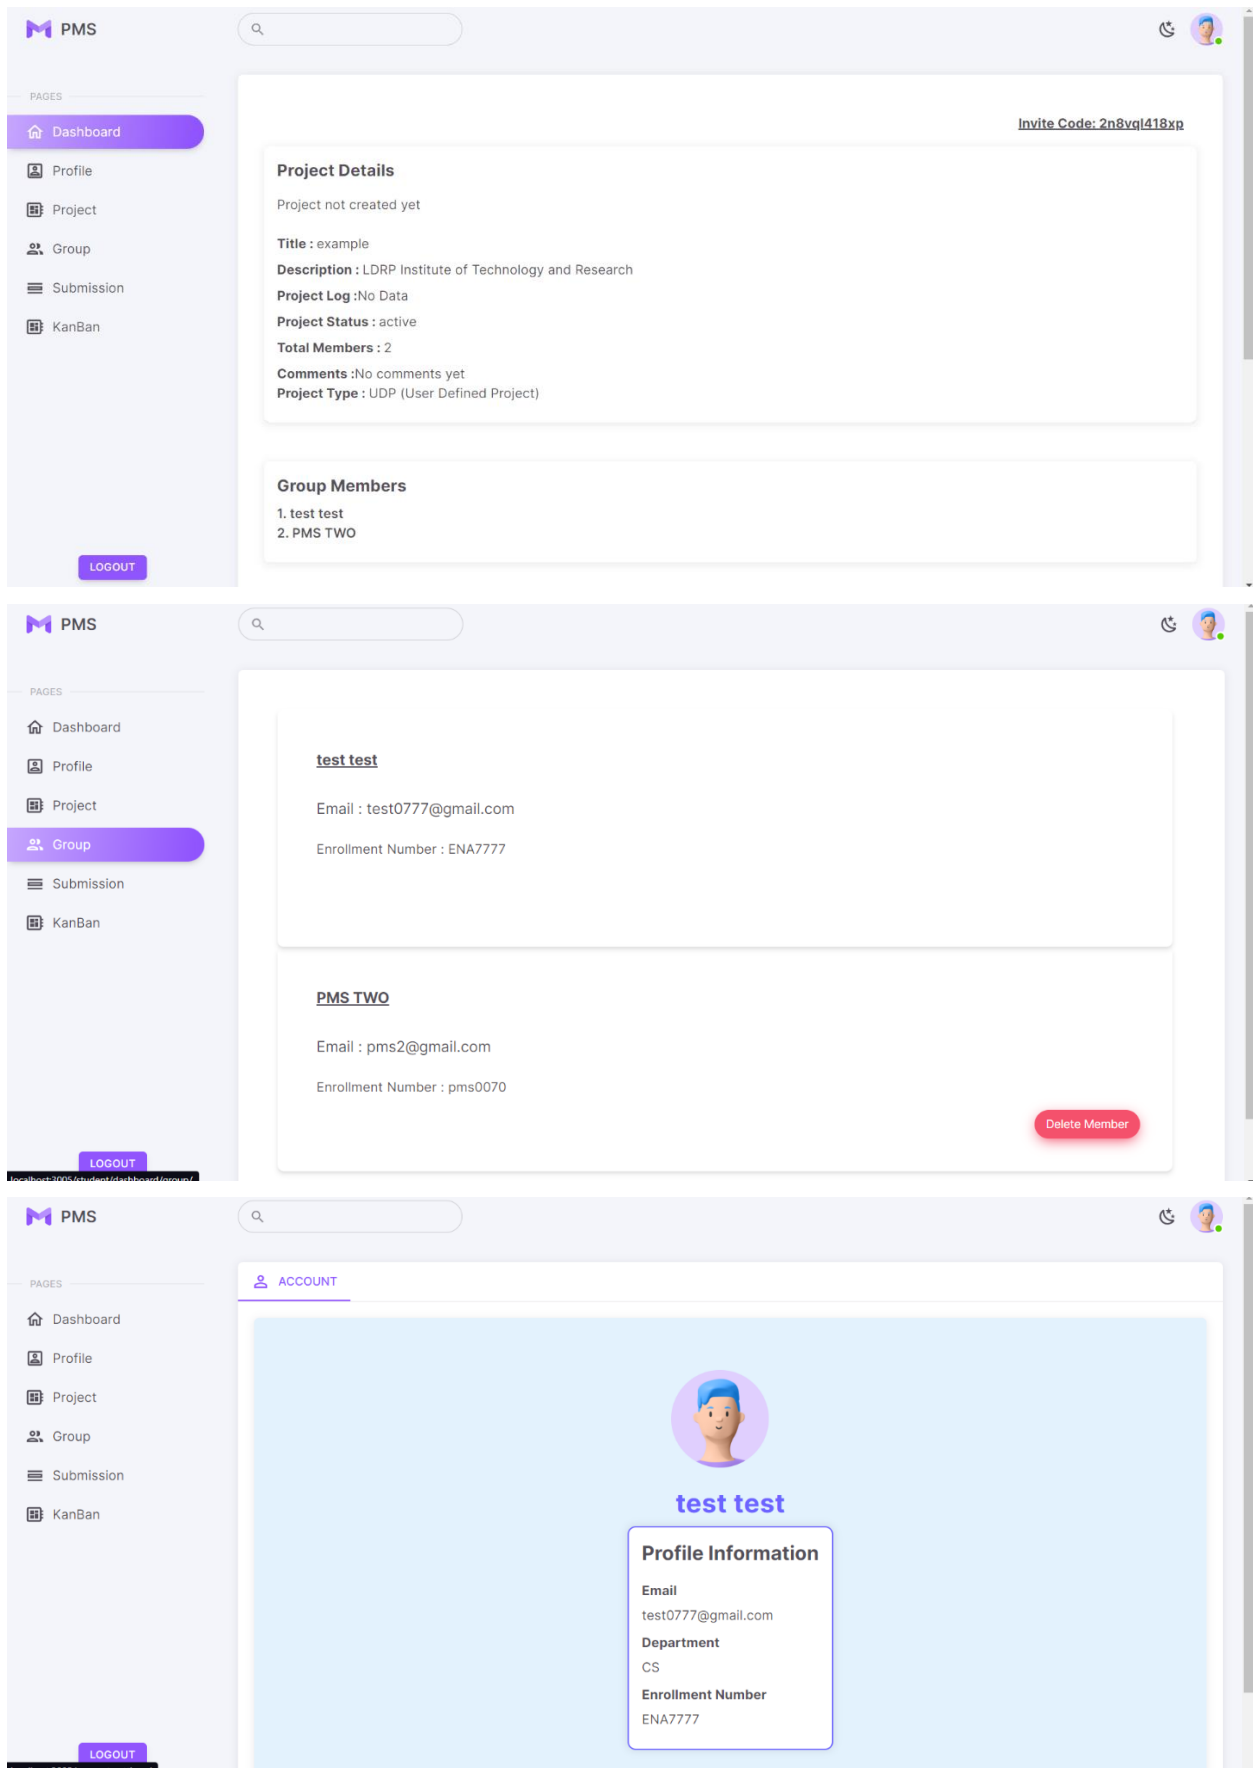 PMS
PAGES
Dashboard
Profile
Project
Group
Submission
KanBan
LOGOUT
Invite Code: 2n8vql418xp
Project Details
Project not created yet
Title : example
Description : LDRP Institute of Technology and Research
Project Log :No Data
Project Status : active
Total Members : 2
Comments :No comments yet
Project Type : UDP (User Defined Project)
Group Members
1. test test
2. PMS TWO
PMS
PAGES
Dashboard
Profile
Project
Group
Submission
KanBan
LOGOUT
localhost:3005/student/dashboard/group/
test test
Email : test0777@gmail.com
Enrollment Number : ENA7777
PMS TWO
Email : pms2@gmail.com
Enrollment Number : pms0070
Delete Member
PMS
PAGES
Dashboard
Profile
Project
Group
Submission
KanBan
LOGOUT
ACCOUNT
test test
Profile Information
Email
test0777@gmail.com
Department
CS
Enrollment Number
ENA7777